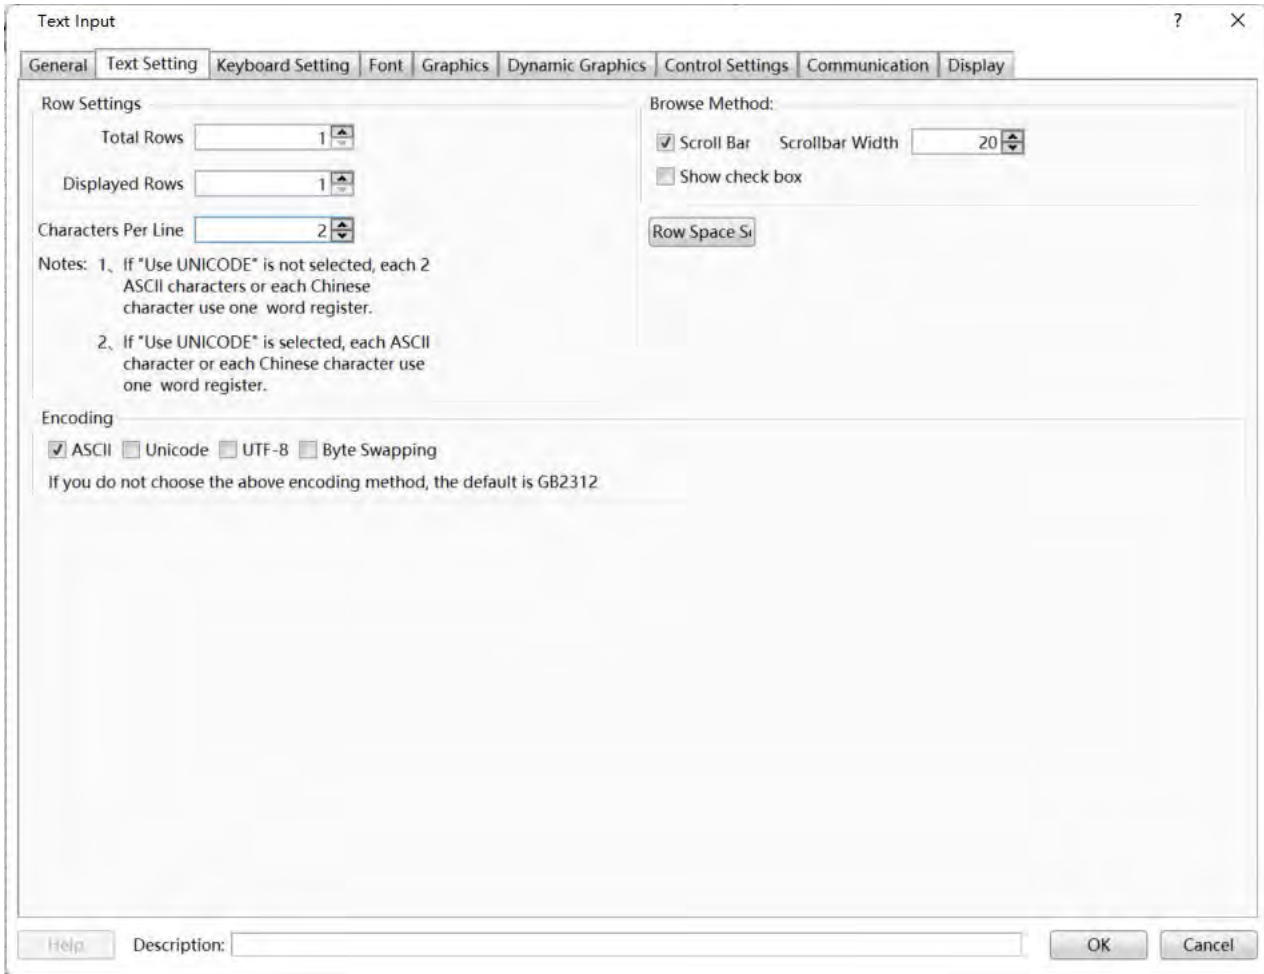 Text Input
General Text Setting Keyboard Setting Font Graphics Dynamic Graphics Control Settings Communication Display
Row Settings
Total Rows 1
Displayed Rows 1
Characters Per Line 2
Notes: 1、If "Use UNICODE" is not selected, each 2
ASCII characters or each Chinese
character use one word register.
2、If "Use UNICODE" is selected, each ASCII
character or each Chinese character use
one word register.
Browse Method:
Scroll Bar Scrollbar Width 20
Show check box
Row Space S
Encoding
ASCII Unicode UTF-8 Byte Swapping
If you do not choose the above encoding method, the default is GB2312
Help Description: OK Cancel